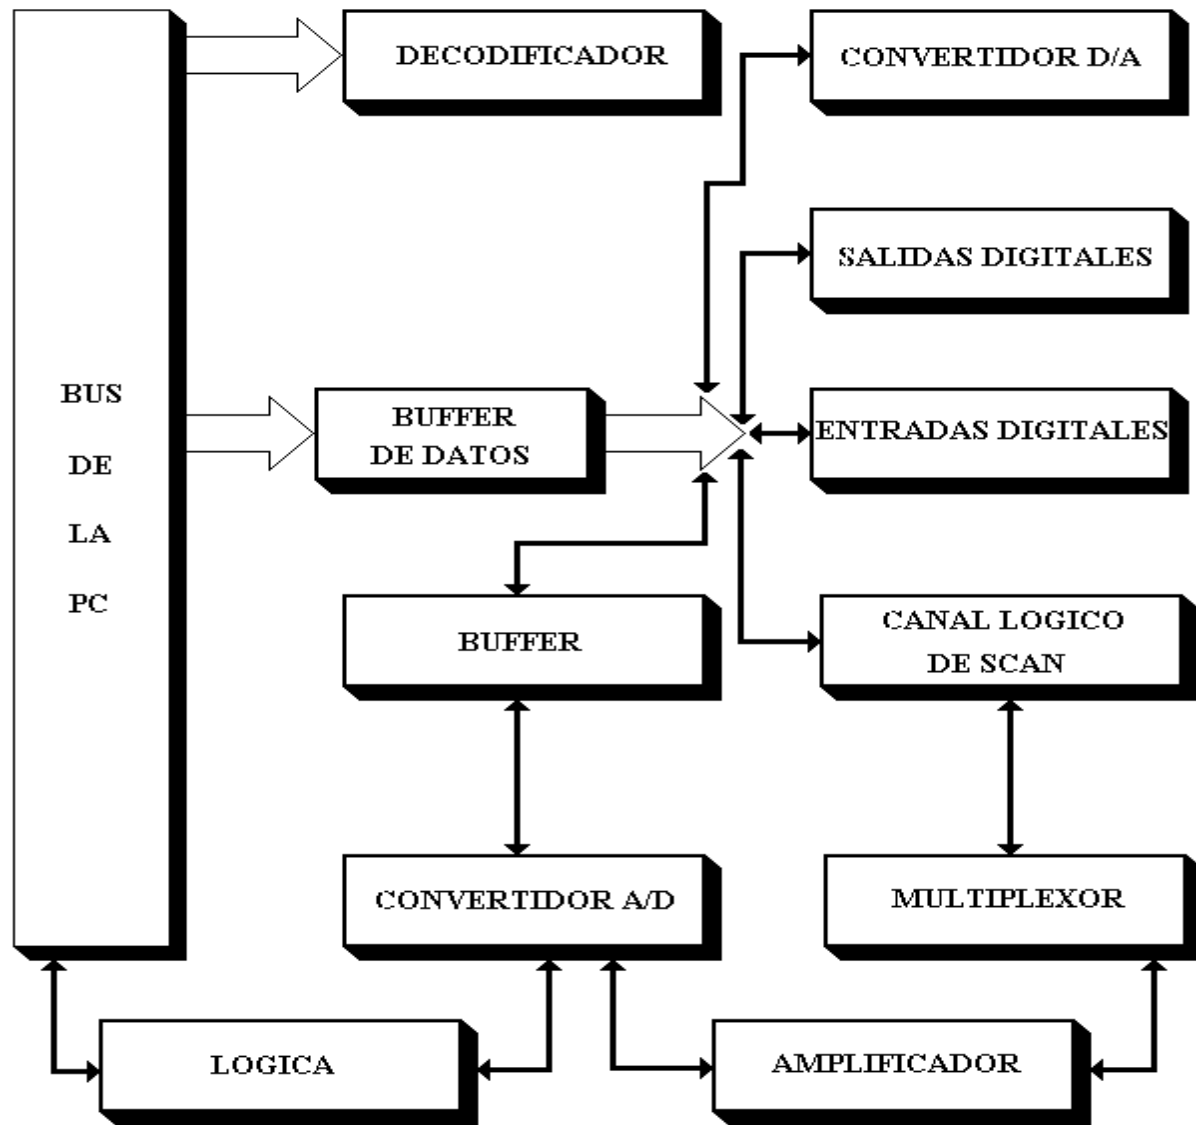 DECODIFICADOR
CONVERTIDOR D/A
SALIDAS DIGITALES
BUS
DE
LA
PC
BUFFER
DE DATOS
ENTRADAS DIGITALES
BUFFER
CANAL LOGICO
DE SCAN
CONVERTIDOR A/D
MULTIPLEXOR
LOGICA
AMPLIFICADOR